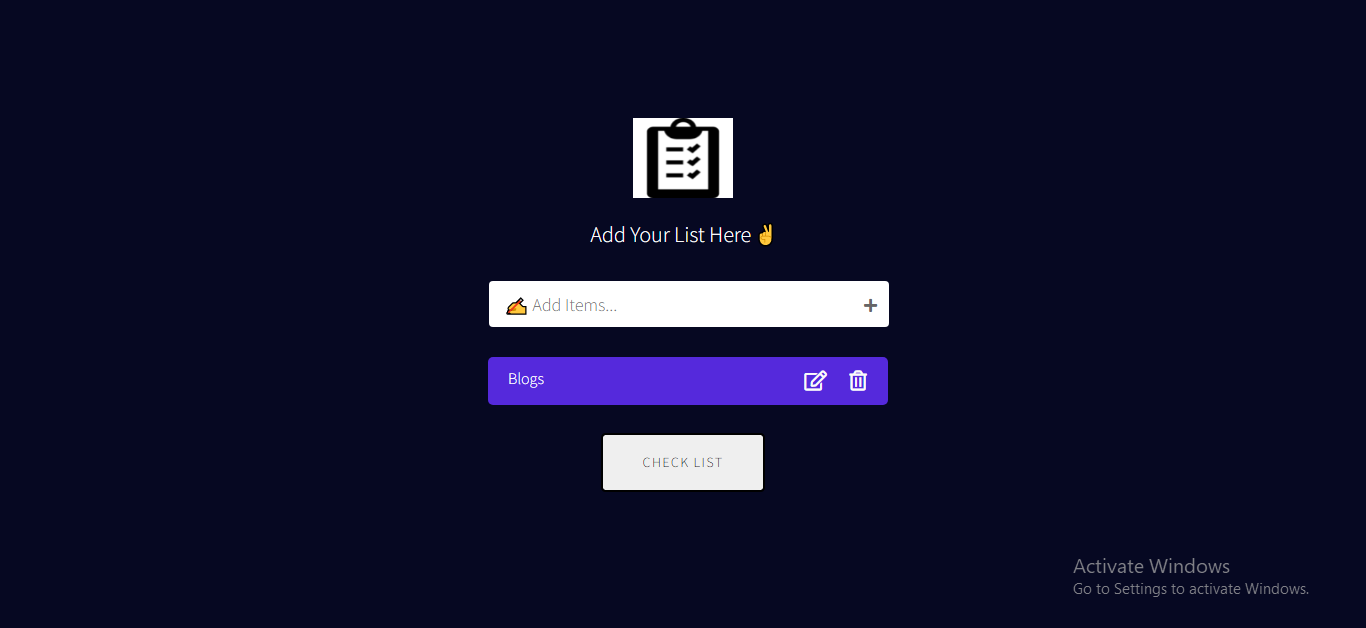 Add Your List Here ✌
✍ Add Items...
Blogs
CHECK LIST
Activate Windows
Go to Settings to activate Windows.